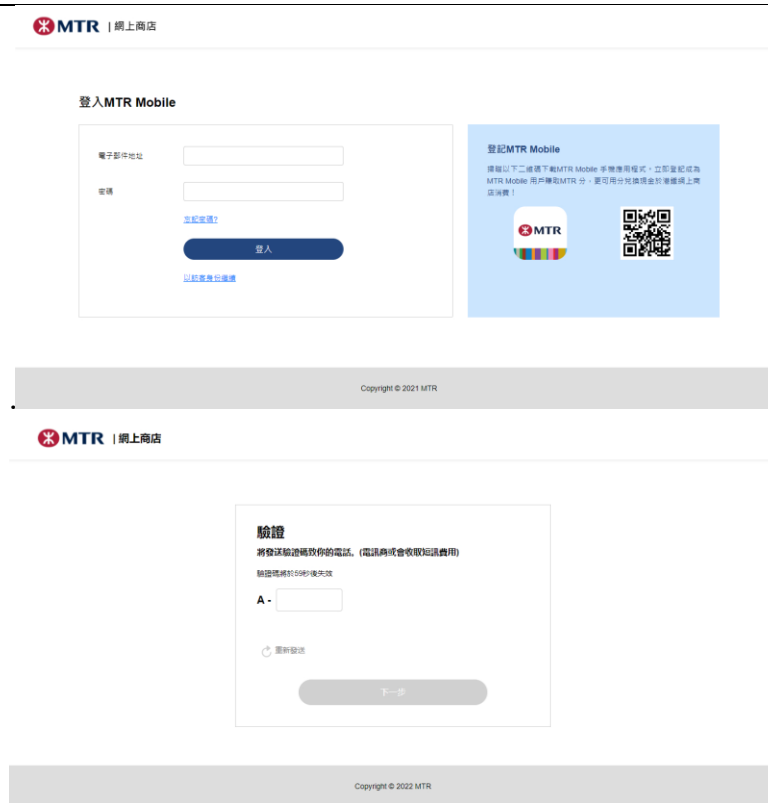 MTR | 網上商店
登入MTR Mobile
電子郵件地址
密碼
忘記密碼?
登入
以訪客身份繼續
登記MTR Mobile
掃瞄以下二維碼下載MTR Mobile 手機應用程式，立即登記成為
MTR Mobile 用戶賺取MTR 分，更可用分兌換現金於港鐵網上商
店消費！
MTR
Copyright © 2021 MTR
MTR | 網上商店
驗證
將發送驗證碼致你的電話。(電訊商或會收取短訊費用)
驗證碼將於59秒後失效
A -
重新發送
下一步
Copyright © 2022 MTR